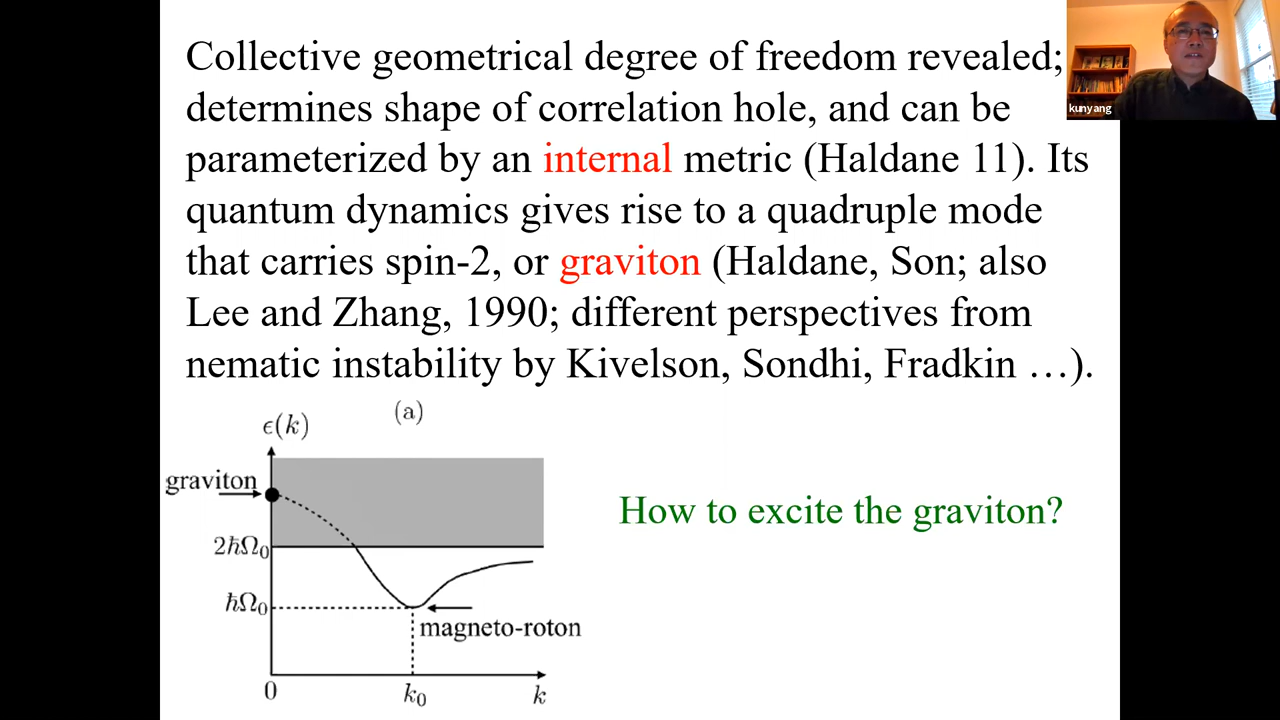 Collective geometrical degree of freedom revealed;
determines shape of correlation hole, and can be
parameterized by an internal metric (Haldane 11). Its
quantum dynamics gives rise to a quadruple mode
that carries spin-2, or graviton (Haldane, Son; also
Lee and Zhang, 1990; different perspectives from
nematic instability by Kivelson, Sondhi, Fradkin …).
kunyang
(a)
ϵ(k)
graviton
2ℏΩ₀
ℏΩ₀
magneto-roton
0
k₀
k
How to excite the graviton?